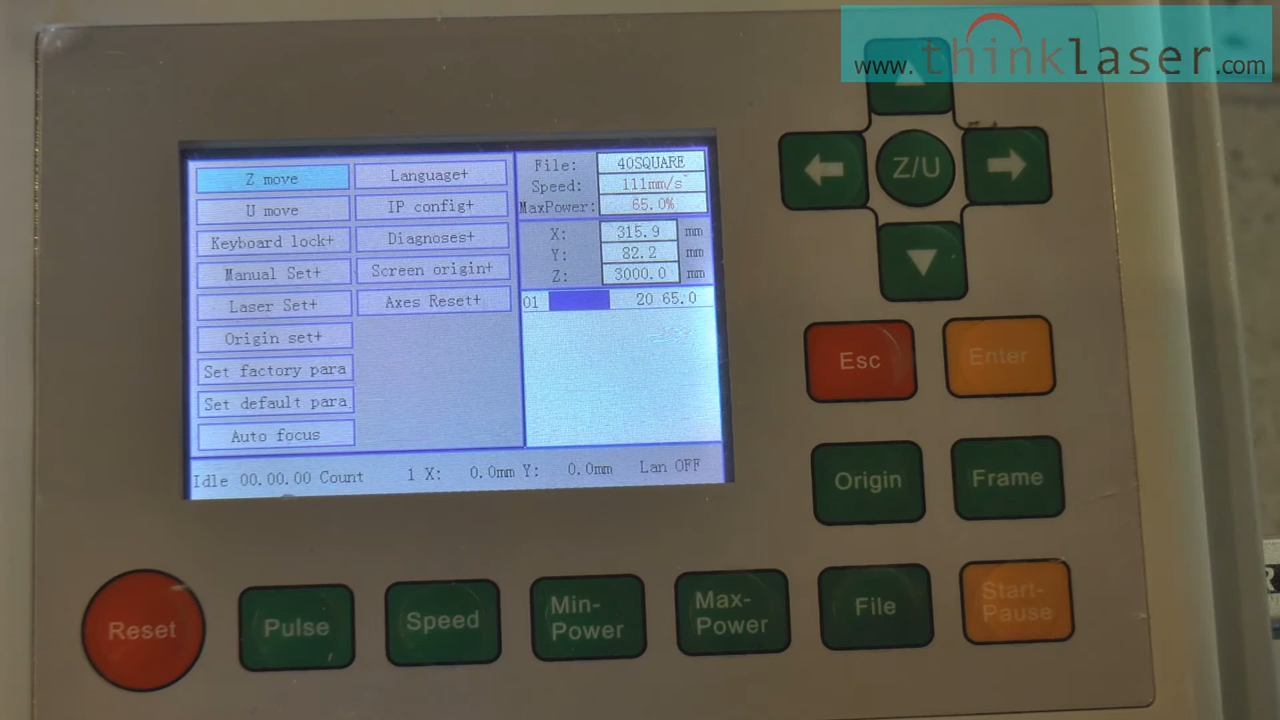 www.thinklaser.com
Z move
U move
Keyboard lock+
Manual Set+
Laser Set+
Origin set+
Set factory para
Set default para
Auto focus
Language+
IP config+
Diagnoses+
Screen origin+
Axes Reset+
File: 40SQUARE
Speed: 111mm/s
MaxPower: 65.0%
X: 315.9 mm
Y: 82.2 mm
Z: 3000.0 mm
01 20 65.0
Idle 00.00.00 Count 1 X: 0.0mm Y: 0.0mm Lan OFF
Z/U
Esc
Enter
Origin
Frame
Reset
Pulse
Speed
Min-
Power
Max-
Power
File
Start-
Pause